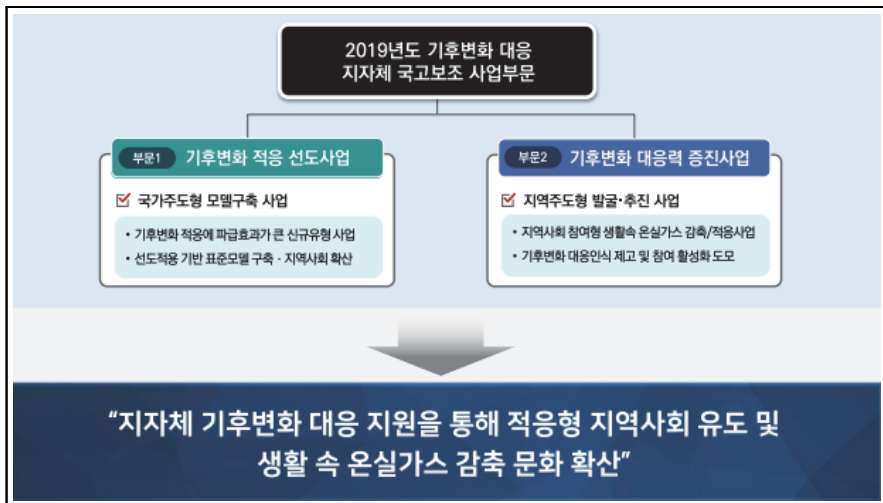 2019년도 기후변화 대응
지자체 국고보조 사업부문
부문1 기후변화 적응 선도사업
국가주도형 모델구축 사업
• 기후변화 적응에 파급효과가 큰 신규유형 사업
• 선도적용 기반 표준모델 구축 - 지역사회 확산
부문2 기후변화 대응력 증진사업
지역주도형 발굴·추진 사업
• 지역사회 참여형 생활속 온실가스 감축/적응사업
• 기후변화 대응인식 제고 및 참여 활성화 도모
“지자체 기후변화 대응 지원을 통해 적응형 지역사회 유도 및
생활 속 온실가스 감축 문화 확산”